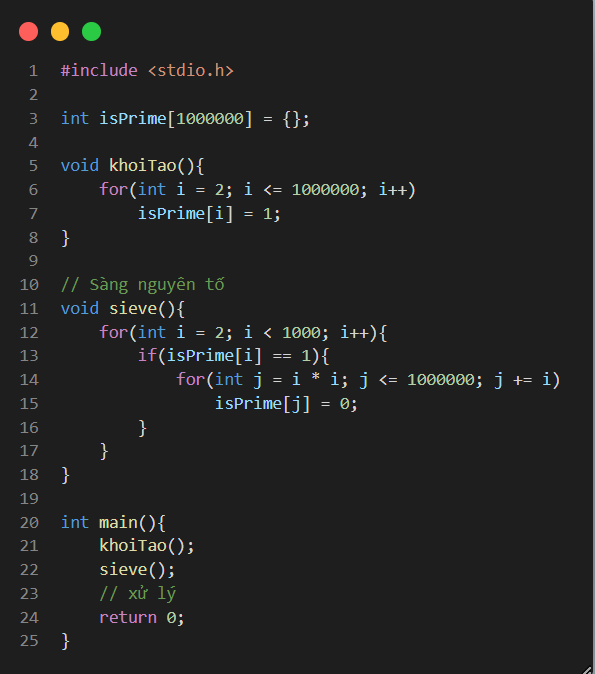 1 #include <stdio.h>
2
3 int isPrime[1000000] = {};
4
5 void khoiTao(){
6     for(int i = 2; i <= 1000000; i++)
7         isPrime[i] = 1;
8 }
9
10 // Sàng nguyên tố
11 void sieve(){
12     for(int i = 2; i < 1000; i++){
13         if(isPrime[i] == 1){
14             for(int j = i * i; j <= 1000000; j += i)
15                 isPrime[j] = 0;
16         }
17     }
18 }
19
20 int main(){
21     khoiTao();
22     sieve();
23     // xử lý
24     return 0;
25 }